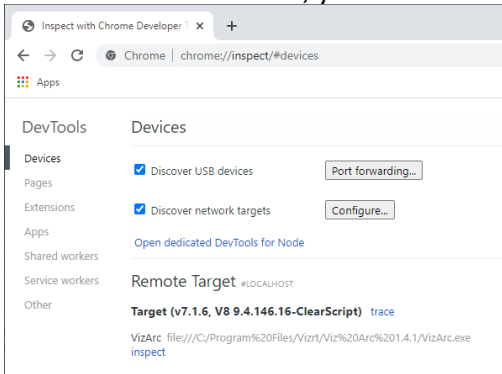 Inspect with Chrome Developer T
Chrome | chrome://inspect/#devices
Apps
DevTools
Devices
Devices
Pages
Extensions
Apps
Shared workers
Service workers
Other
Discover USB devices
Port forwarding...
Discover network targets
Configure...
Open dedicated DevTools for Node
Remote Target #LOCALHOST
Target (v7.1.6, V8 9.4.146.16-ClearScript) trace
VizArc file:///C:/Program%20Files/Vizrt/Viz%20Arc%201.4.1/VizArc.exe
inspect